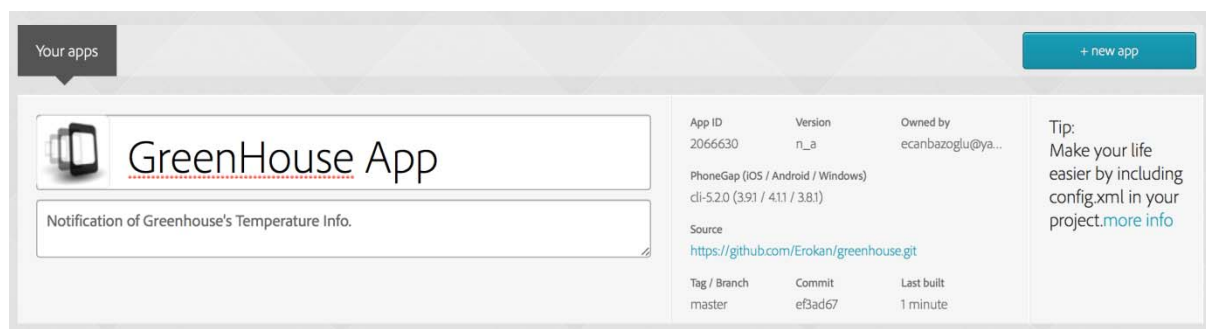 Your apps
+ new app
GreenHouse App
Notification of Greenhouse's Temperature Info.
App ID Version Owned by
2066630 n_a ecanbazoglu@ya...
PhoneGap (iOS / Android / Windows)
cli-5.2.0 (3.9.1 / 4.1.1 / 3.8.1)
Source
https://github.com/Erokan/greenhouse.git
Tag / Branch Commit Last built
master ef3ad67 1 minute
Tip:
Make your life
easier by including
config.xml in your
project.more info